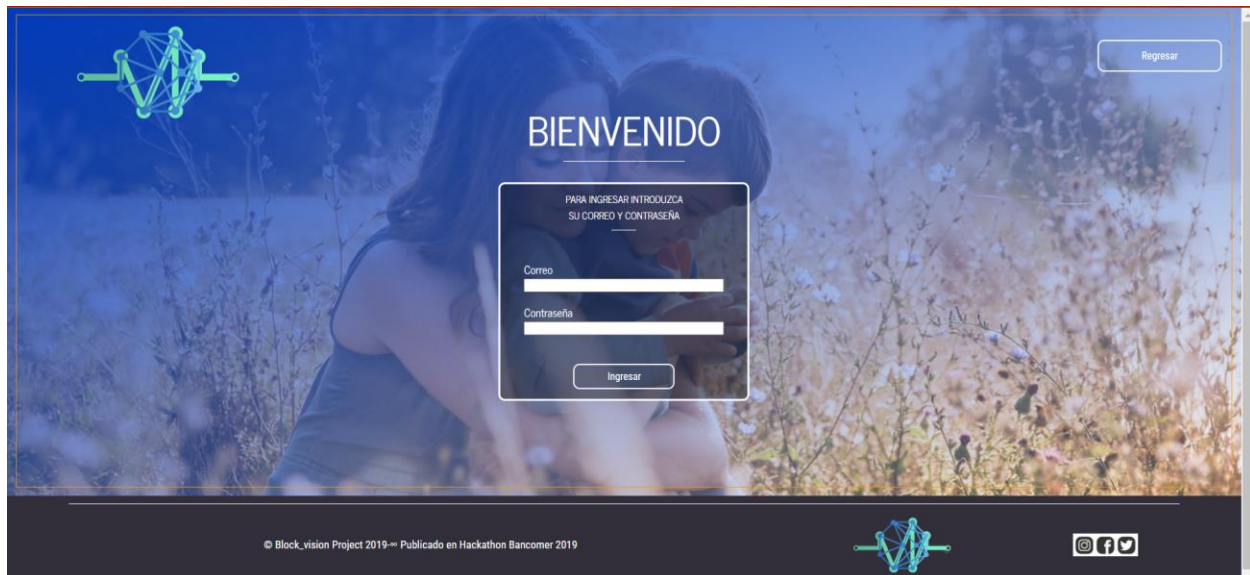 Regresar
BIENVENIDO
PARA INGRESAR INTRODUZCA
SU CORREO Y CONTRASEÑA
Correo
Contraseña
Ingresar
© Block_vision Project 2019-∞ Publicado en Hackathon Bancomer 2019